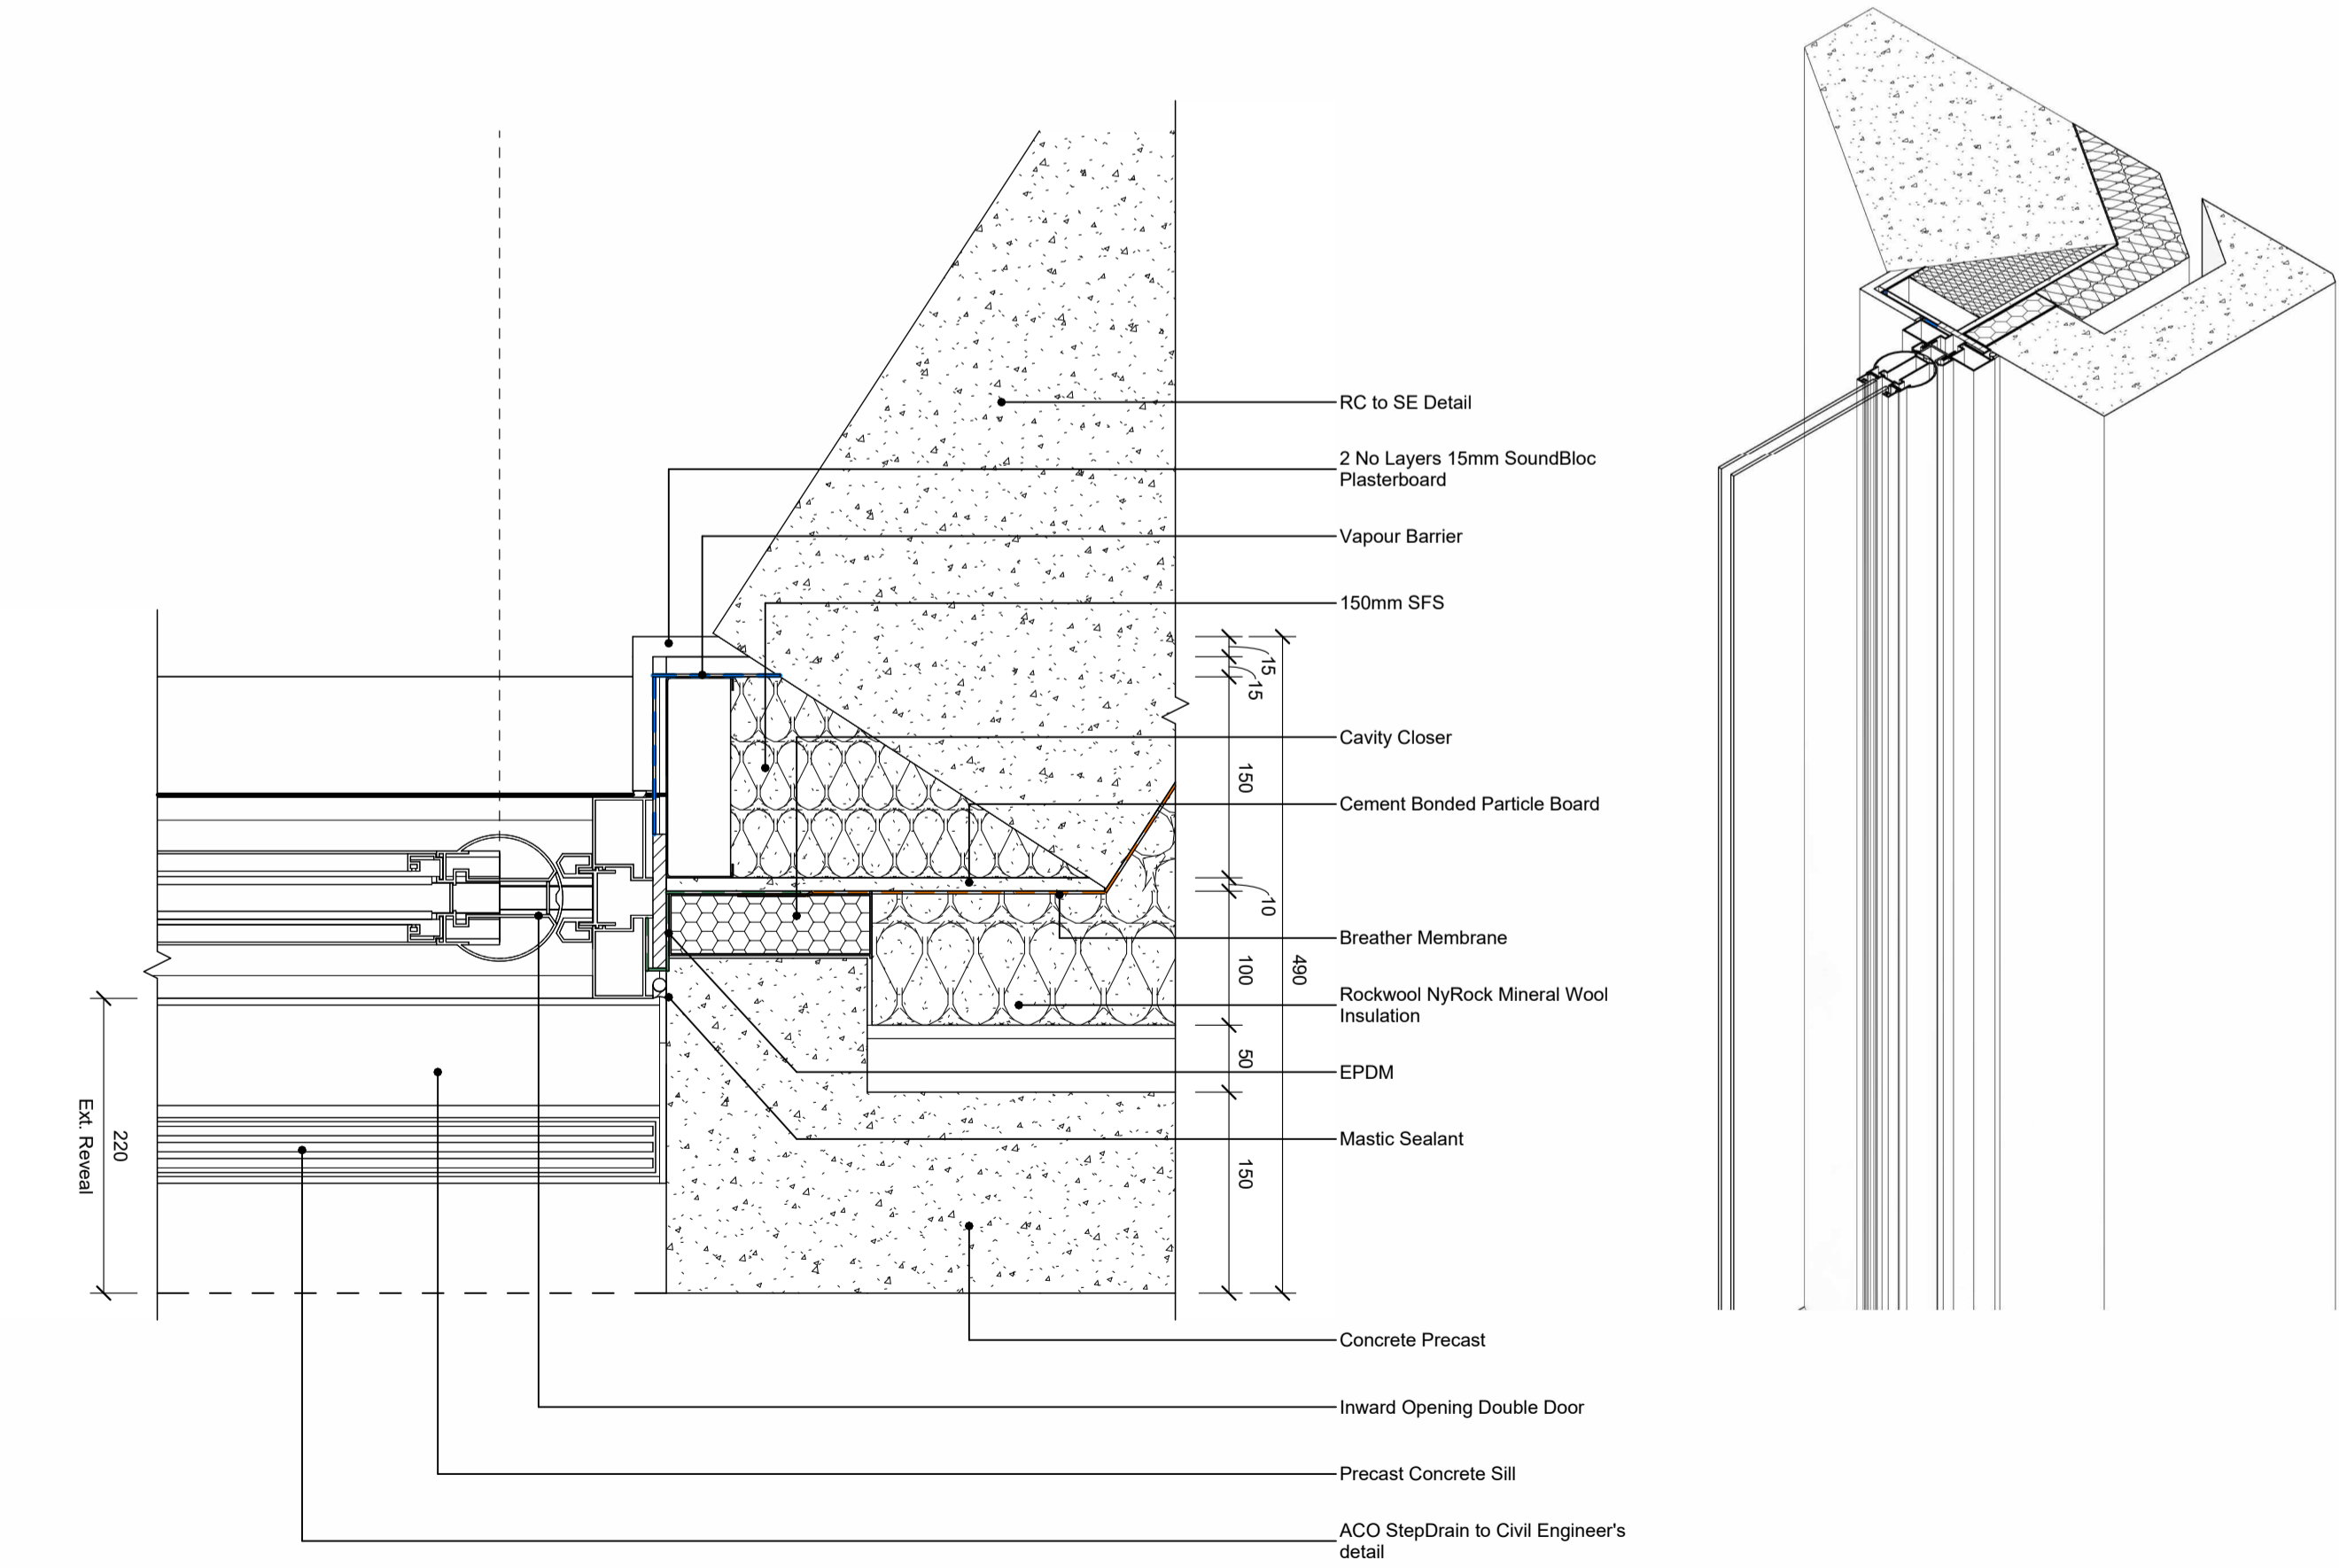 RC to SE Detail
2 No Layers 15mm SoundBloc
Plasterboard
Vapour Barrier
150mm SFS
Cavity Closer
Cement Bonded Particle Board
Breather Membrane
Rockwool NyRock Mineral Wool
Insulation
EPDM
Mastic Sealant
Concrete Precast
Inward Opening Double Door
Precast Concrete Sill
ACO StepDrain to Civil Engineer's
detail
15
15
150
10
100
490
50
150
220
Ext. Reveal